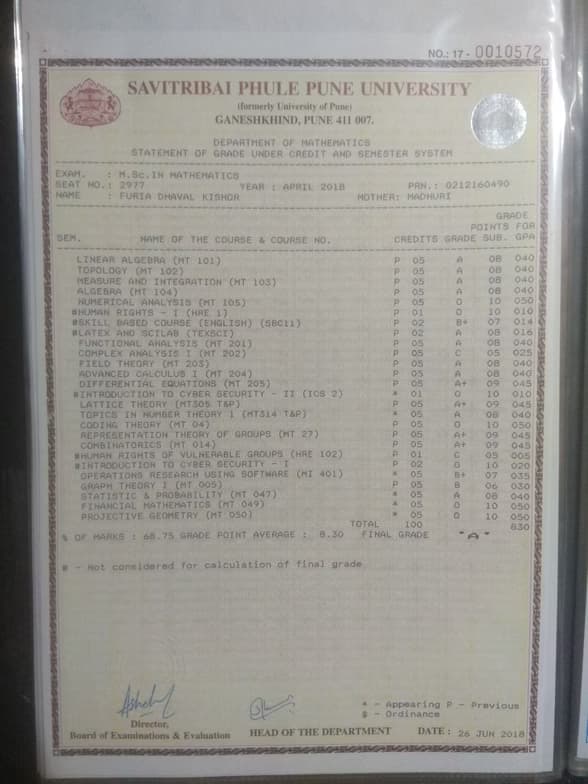 NO.: 17 - 0010572
SAVITRIBAI PHULE PUNE UNIVERSITY
(formerly University of Pune)
GANESHKHIND, PUNE 411 007.
DEPARTMENT OF MATHEMATICS
STATEMENT OF GRADE UNDER CREDIT AND SEMESTER SYSTEM
EXAM. : M.Sc.IN MATHEMATICS
SEAT NO.: 2977 YEAR : APRIL 2018 PRN.: 0212160490
NAME : FURIA DHAVAL KISHOR MOTHER: MADHURI
GRADE
POINTS FOR
SEM. NAME OF THE COURSE & COURSE NO. CREDITS GRADE SUB. GPA
LINEAR ALGEBRA (MT 101) P 05 A 08 040
TOPOLOGY (MT 102) P 05 A 08 040
MEASURE AND INTEGRATION (MT 103) P 05 A 08 040
ALGEBRA (MT 104) P 05 A 08 040
NUMERICAL ANALYSIS (MT 105) P 05 O 10 050
#HUMAN RIGHTS - I (HRE 1) P 01 O 10 010
#SKILL BASED COURSE (ENGLISH) (SBC11) P 02 B+ 07 014
#LATEX AND SCILAB (TEXSCI) P 02 A 08 016
FUNCTIONAL ANALYSIS (MT 201) P 05 A 08 040
COMPLEX ANALYSIS I (MT 202) P 05 C 05 025
FIELD THEORY (MT 203) P 05 A 08 040
ADVANCED CALCULUS I (MT 204) P 05 A 08 040
DIFFERENTIAL EQUATIONS (MT 205) P 05 A+ 09 045
#INTRODUCTION TO CYBER SECURITY - II (ICS 2) * 01 O 10 010
LATTICE THEORY (MT305 T&P) P 05 A+ 09 045
TOPICS IN NUMBER THEORY I (MT314 T&P) * 05 A 08 040
CODING THEORY (MT 04) P 05 O 10 050
REPRESENTATION THEORY OF GROUPS (MT 27) P 05 A+ 09 045
COMBINATORICS (MT 014) P 05 A+ 09 045
#HUMAN RIGHTS OF VULNERABLE GROUPS (HRE 102) P 01 C 05 005
#INTRODUCTION TO CYBER SECURITY - I P 02 O 10 020
OPERATIONS RESEARCH USING SOFTWARE (MI 401) * 05 B+ 07 035
GRAPH THEORY I (MT 005) P 05 B 06 030
STATISTIC & PROBABILITY (MT 047) * 05 A 08 040
FINANCIAL MATHEMATICS (MT 049) * 05 O 10 050
PROJECTIVE GEOMETRY (MT 050) * 05 O 10 050
TOTAL 100 830
% OF MARKS : 68.75 GRADE POINT AVERAGE : 8.30 FINAL GRADE "A"
# - Not considered for calculation of final grade
* - Appearing P - Previous
@ - Ordinance
Director,
Board of Examinations & Evaluation HEAD OF THE DEPARTMENT DATE : 26 JUN 2018